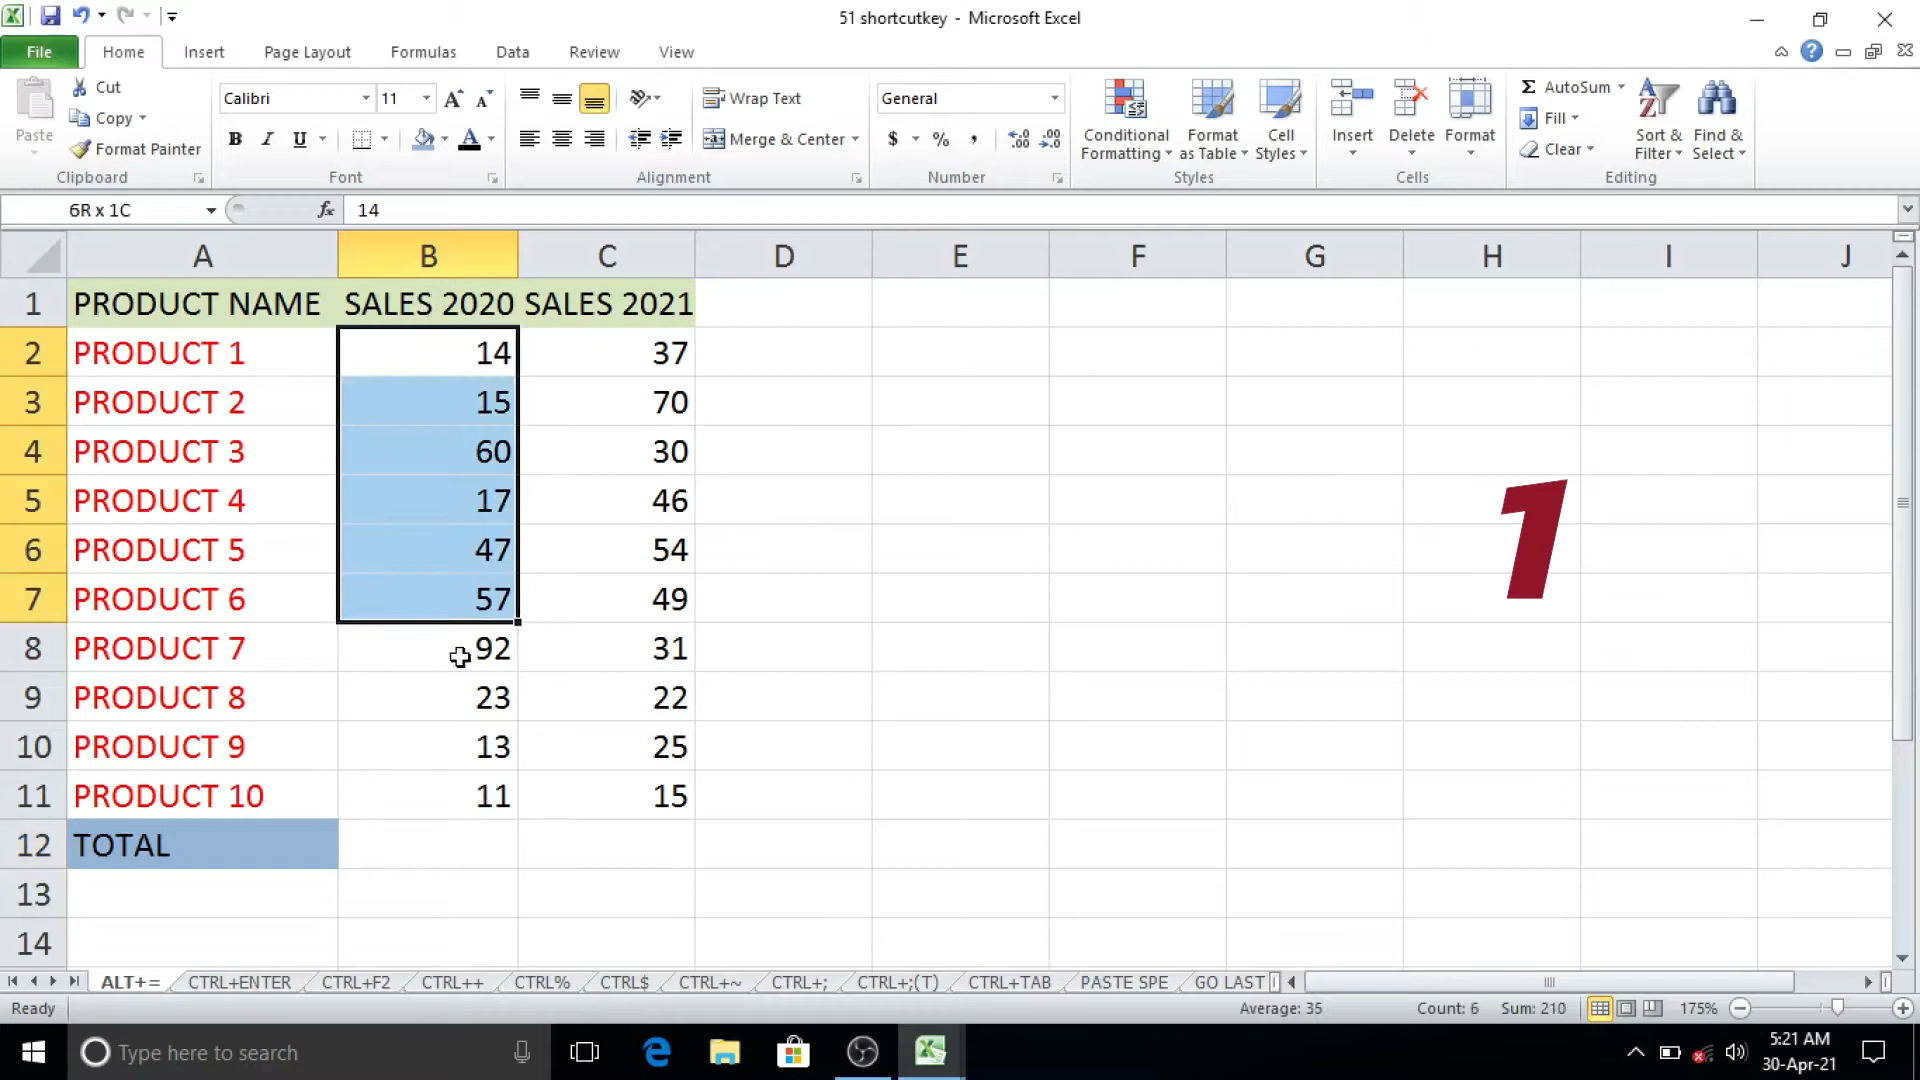 51 shortcutkey - Microsoft Excel
File Home Insert Page Layout Formulas Data Review View
Paste
Cut
Copy
Format Painter
Clipboard
Calibri 11
B I U
A A
A
Font
Wrap Text
Merge & Center
Alignment
General
$ % ,
Number
Conditional Formatting
Format as Table
Cell Styles
Styles
Insert Delete Format
Cells
Σ AutoSum
Fill
Clear
Sort & Filter
Find & Select
Editing
6R x 1C fx 14
A B C D E F G H I J
1 PRODUCT NAME SALES 2020 SALES 2021
2 PRODUCT 1 14 37
3 PRODUCT 2 15 70
4 PRODUCT 3 60 30
5 PRODUCT 4 17 46
6 PRODUCT 5 47 54
7 PRODUCT 6 57 49
8 PRODUCT 7 92 31
9 PRODUCT 8 23 22
10 PRODUCT 9 13 25
11 PRODUCT 10 11 15
12 TOTAL
13
14
1
ALT+= CTRL+ENTER CTRL+F2 CTRL++ CTRL% CTRL$ CTRL+~ CTRL+; CTRL+;(T) CTRL+TAB PASTE SPE GO LAST
Ready Average: 35 Count: 6 Sum: 210 175%
Type here to search
5:21 AM
30-Apr-21